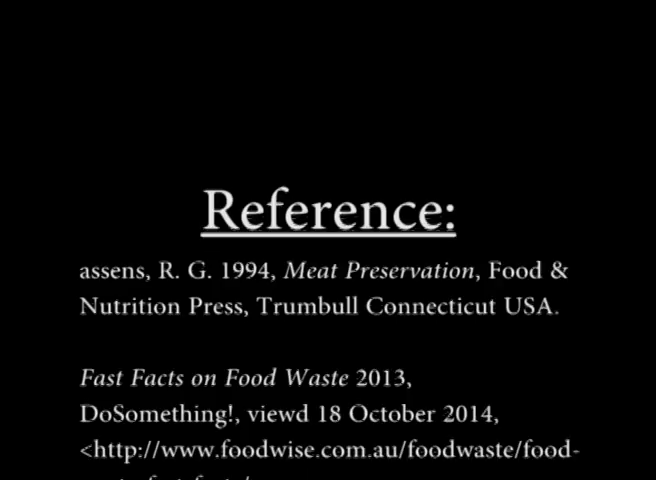 Reference:
assens, R. G. 1994, Meat Preservation, Food &
Nutrition Press, Trumbull Connecticut USA.
Fast Facts on Food Waste 2013,
DoSomething!, viewd 18 October 2014,
<http://www.foodwise.com.au/foodwaste/food-